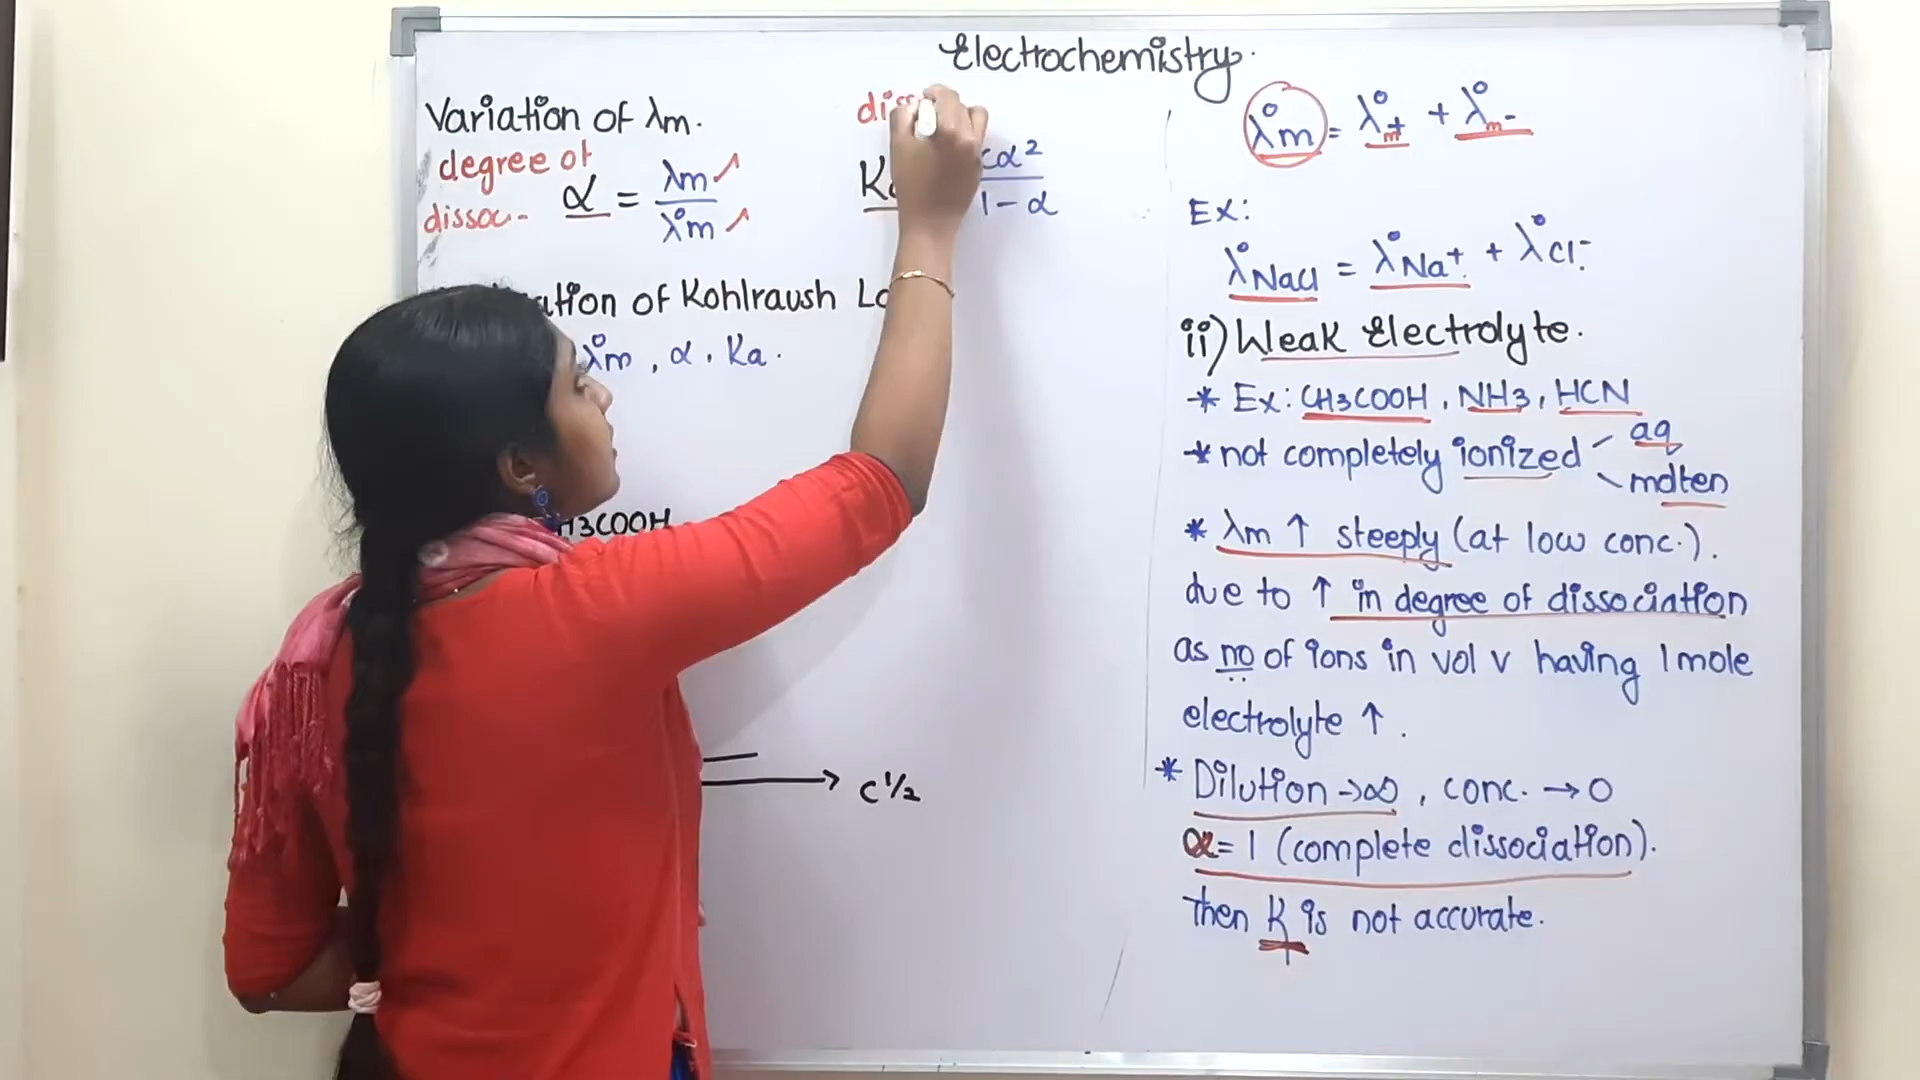 Electrochemistry.
Variation of λm.
degree of
dissoc-
α = λm / λ°m
Ka
cα² / 1-α
of Kohlraush
λ°m , α , Ka .
H3COOH
c^1/2
λ°m = λ°m+ + λ°m-
Ex:
λ°NaCl = λ°Na+ + λ°Cl-
ii) Weak Electrolyte.
* Ex: CH3COOH , NH3 , HCN
* not completely ionized aq
molten
* λm ↑ steeply (at low conc.).
due to ↑ in degree of dissociation
as no of ions in vol v having 1 mole
electrolyte ↑ .
* Dilution → ∞ , conc. → 0
α = 1 (complete dissociation).
then K is not accurate.